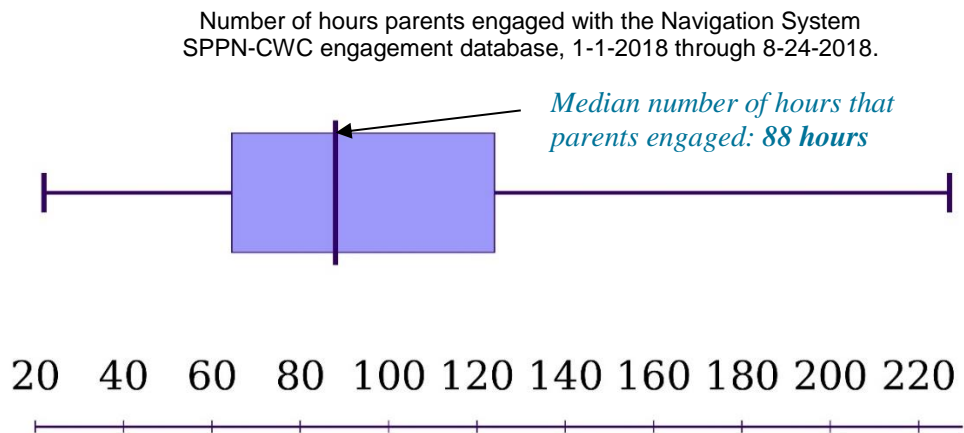 Number of hours parents engaged with the Navigation System
SPPN-CWC engagement database, 1-1-2018 through 8-24-2018.
Median number of hours that
parents engaged: 88 hours
20 40 60 80 100 120 140 160 180 200 220